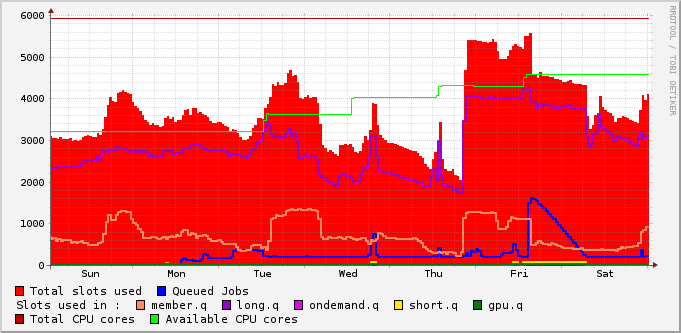 6000
5000
4000
3000
2000
1000
0
Sun Mon Tue Wed Thu Fri Sat
Total slots used Queued Jobs
Slots used in : member.q long.q ondemand.q short.q gpu.q
Total CPU cores Available CPU cores
RRDTOOL / TOBI OETIKER